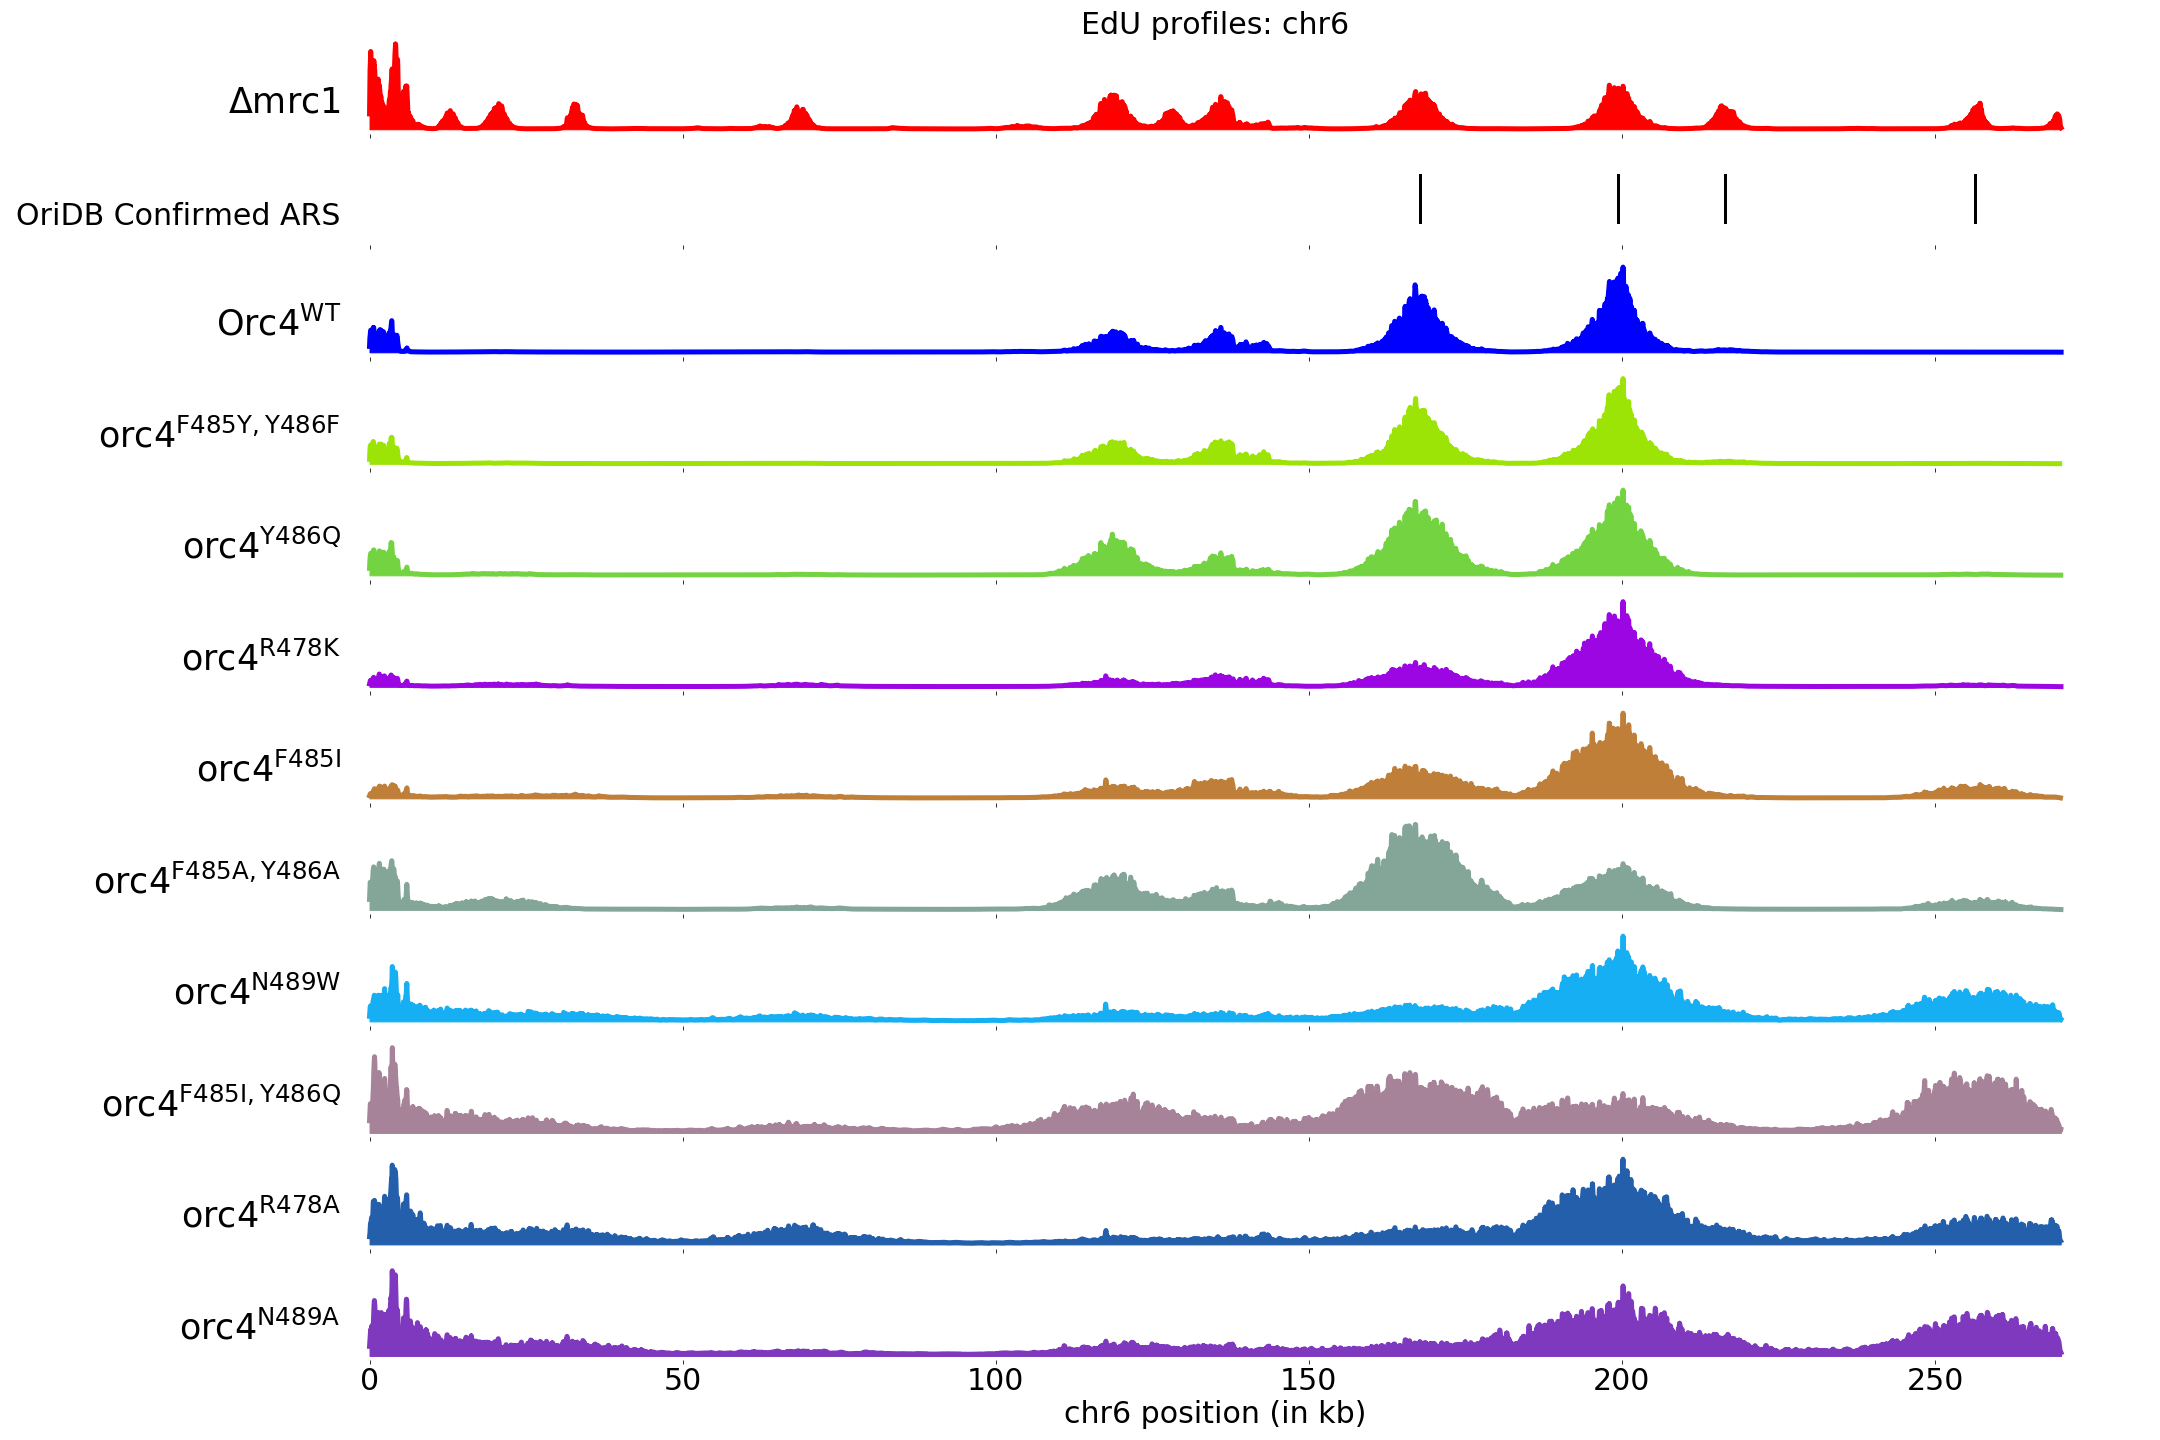 EdU profiles: chr6
Δmrc1
OriDB Confirmed ARS
Orc4WT
orc4F485Y, Y486F
orc4Y486Q
orc4R478K
orc4F485I
orc4F485A, Y486A
orc4N489W
orc4F485I, Y486Q
orc4R478A
orc4N489A
0 50 100 150 200 250
chr6 position (in kb)